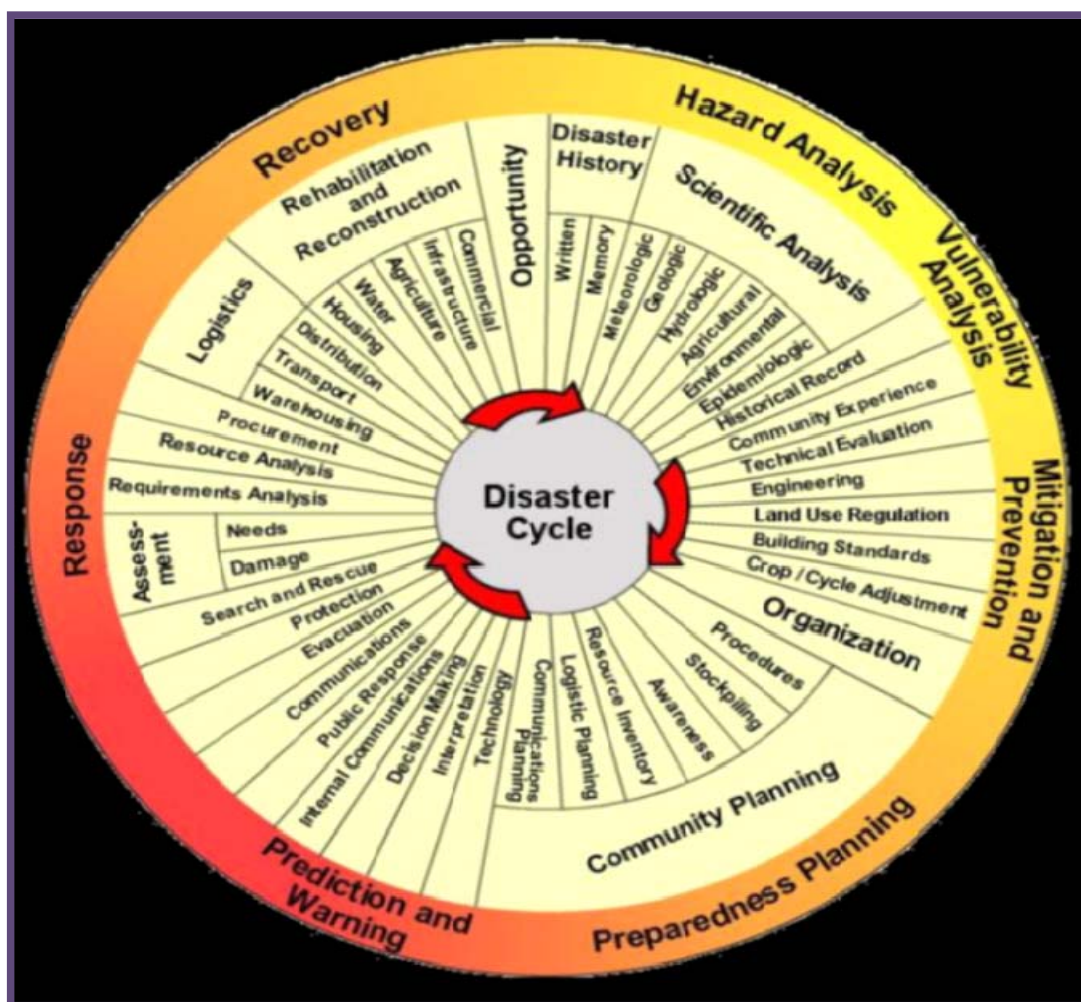 Disaster
Cycle
Hazard Analysis
Vulnerability
Analysis
Mitigation and
Prevention
Preparedness Planning
Prediction and
Warning
Response
Recovery
Disaster
History
Written
Memory
Scientific Analysis
Meteorologic
Geologic
Hydrologic
Agricultural
Environmental
Epidemiologic
Historical Record
Community Experience
Technical Evaluation
Engineering
Land Use Regulation
Building Standards
Crop / Cycle Adjustment
Organization
Community Planning
Procedures
Stockpiling
Awareness
Resource Inventory
Logistic Planning
Communications
Planning
Technology
Interpretation
Decision Making
Internal Communications
Public Response
Communications
Evacuation
Protection
Search and Rescue
Assess-
ment
Damage
Needs
Requirements Analysis
Resource Analysis
Procurement
Logistics
Warehousing
Transport
Distribution
Rehabilitation
and
Reconstruction
Housing
Water
Agriculture
Infrastructure
Commercial
Opportunity